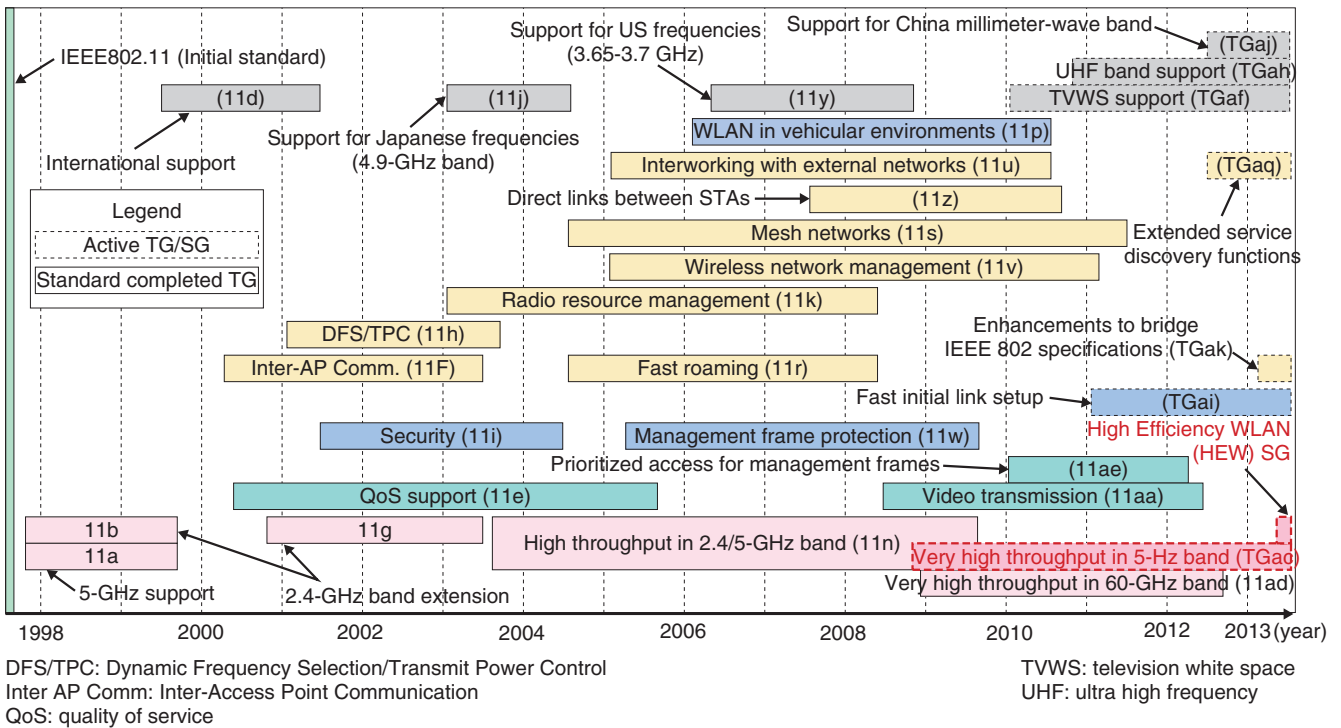 Support for China millimeter-wave band
(TGaj)
Support for US frequencies
(3.65-3.7 GHz)
IEEE802.11 (Initial standard)
UHF band support (TGah)
(11d)
(11j)
(11y)
TVWS support (TGaf)
International support
Support for Japanese frequencies
(4.9-GHz band)
WLAN in vehicular environments (11p)
Interworking with external networks (11u)
(TGaq)
Direct links between STAs
(11z)
Legend
Active TG/SG
Standard completed TG
Mesh networks (11s)
Extended service
discovery functions
Wireless network management (11v)
Radio resource management (11k)
DFS/TPC (11h)
Enhancements to bridge
IEEE 802 specifications (TGak)
Inter-AP Comm. (11F)
Fast roaming (11r)
Fast initial link setup
(TGai)
Security (11i)
Management frame protection (11w)
High Efficiency WLAN
(HEW) SG
Prioritized access for management frames
(11ae)
QoS support (11e)
Video transmission (11aa)
11b
11g
11a
High throughput in 2.4/5-GHz band (11n)
Very high throughput in 5-Hz band (TGac)
Very high throughput in 60-GHz band (11ad)
5-GHz support
2.4-GHz band extension
1998 2000 2002 2004 2006 2008 2010 2012 2013 (year)
DFS/TPC: Dynamic Frequency Selection/Transmit Power Control
Inter AP Comm: Inter-Access Point Communication
QoS: quality of service
TVWS: television white space
UHF: ultra high frequency